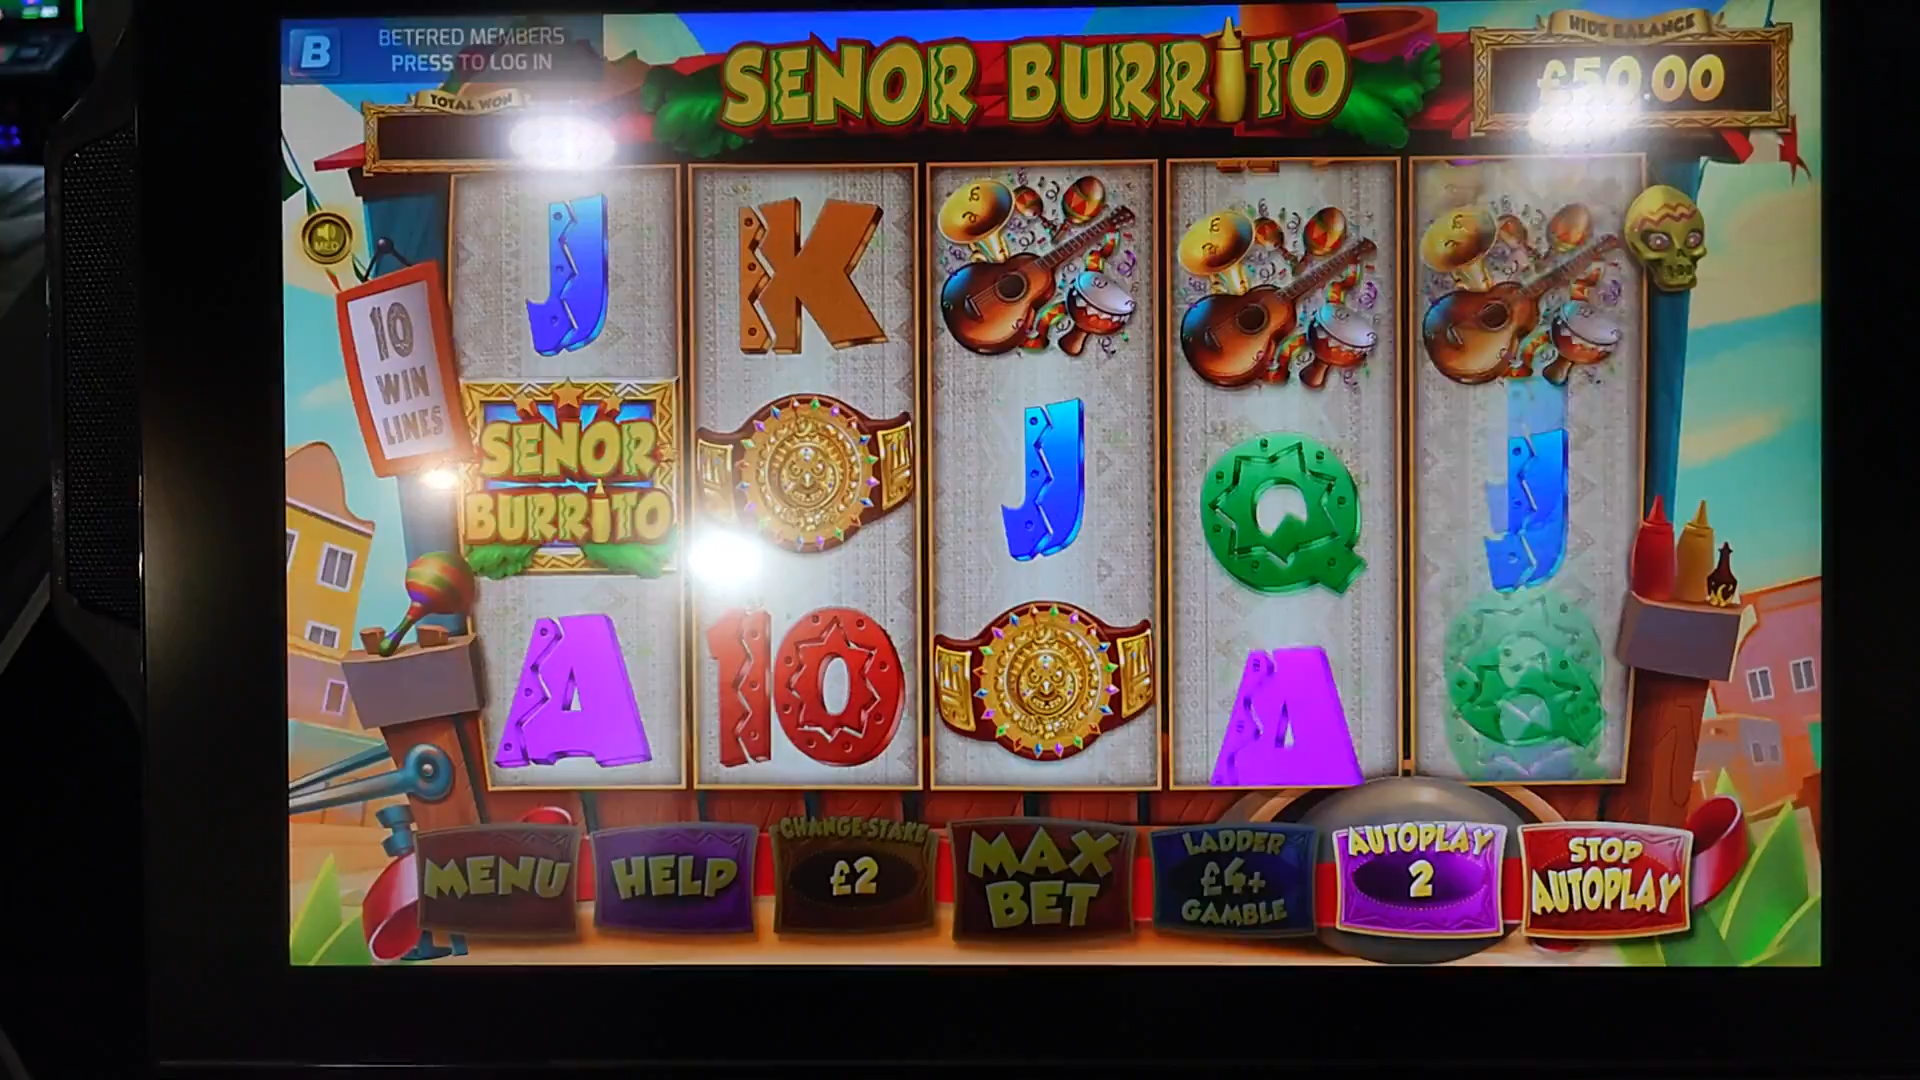 B
BETFRED MEMBERS
PRESS TO LOG IN
SENOR BURRITO
HIDE BALANCE
£50.00
TOTAL WON
MED
10
WIN
LINES
J
K
SENOR
BURRITO
J
Q
J
A
10
A
Q
MENU
HELP
CHANGE STAKE
£2
MAX
BET
LADDER
£4+
GAMBLE
AUTOPLAY
2
STOP
AUTOPLAY